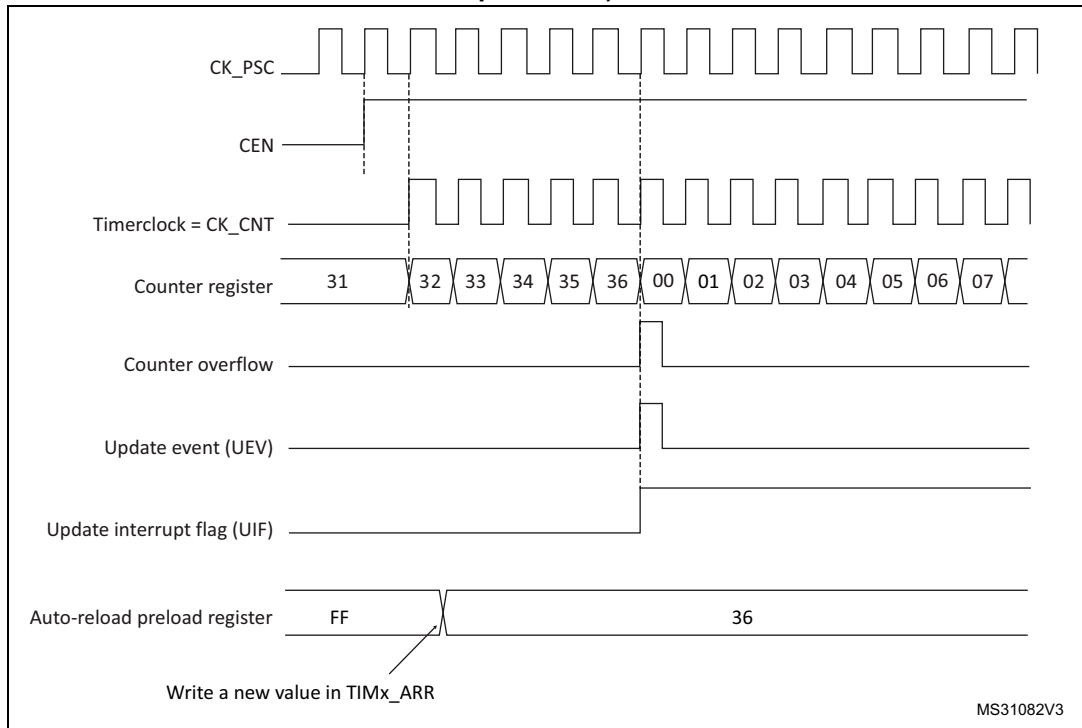 CK_PSC
CEN
Timerclock = CK_CNT
Counter register 31 32 33 34 35 36 00 01 02 03 04 05 06 07
Counter overflow
Update event (UEV)
Update interrupt flag (UIF)
Auto-reload preload register FF 36
Write a new value in TIMx_ARR
MS31082V3